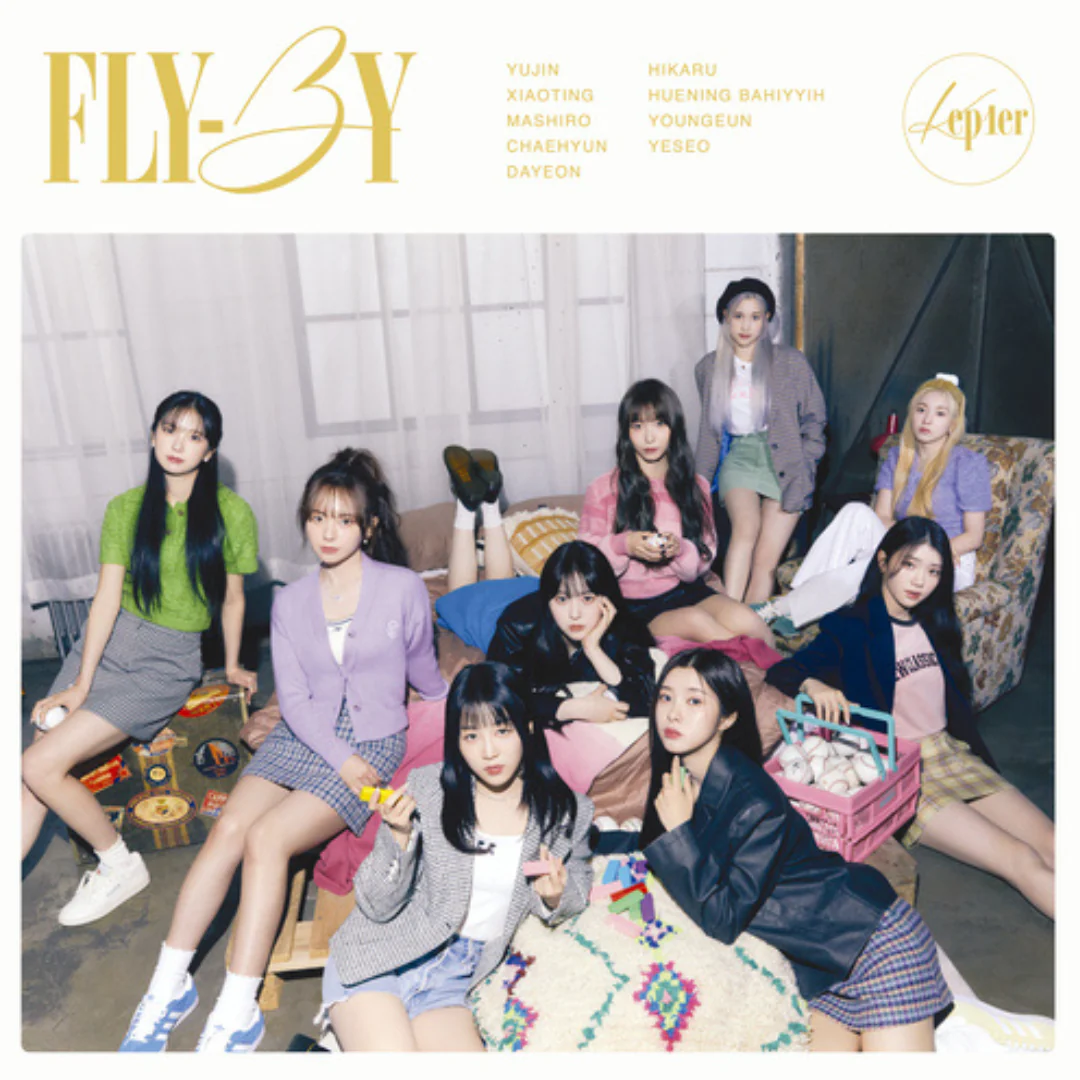 FLY-BY
YUJIN
XIAOTING
MASHIRO
CHAEHYUN
DAYEON
HIKARU
HUENING BAHIYYIH
YOUNGEUN
YESEO
Kep1er